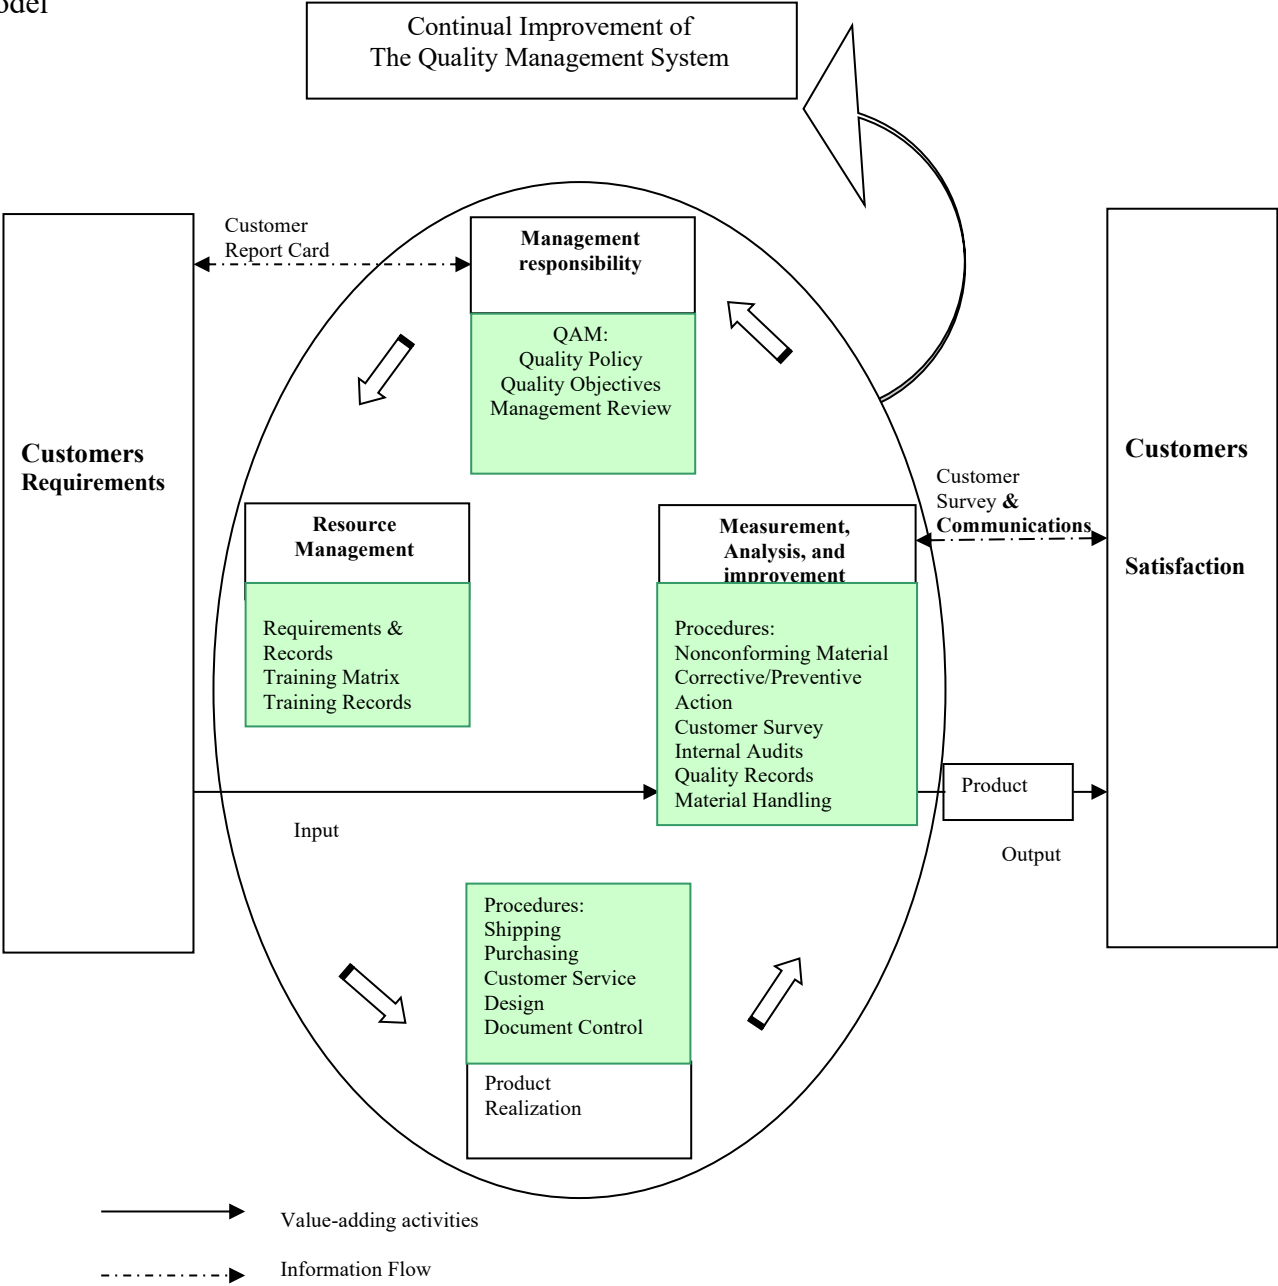 Continual Improvement of
The Quality Management System
Customer
Report Card
Management
responsibility
QAM:
Quality Policy
Quality Objectives
Management Review
Customers
Requirements
Customers
Satisfaction
Customer
Survey &
Communications
Resource
Management
Requirements &
Records
Training Matrix
Training Records
Measurement,
Analysis, and
improvement
Procedures:
Nonconforming Material
Corrective/Preventive
Action
Customer Survey
Internal Audits
Quality Records
Material Handling
Input
Product
Output
Procedures:
Shipping
Purchasing
Customer Service
Design
Document Control
Product
Realization
Value-adding activities
Information Flow